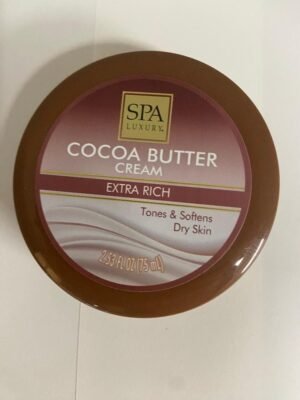 SPA
LUXURY
COCOA BUTTER
CREAM
EXTRA RICH
Tones & Softens
Dry Skin
2.53 FL OZ (75 mL)